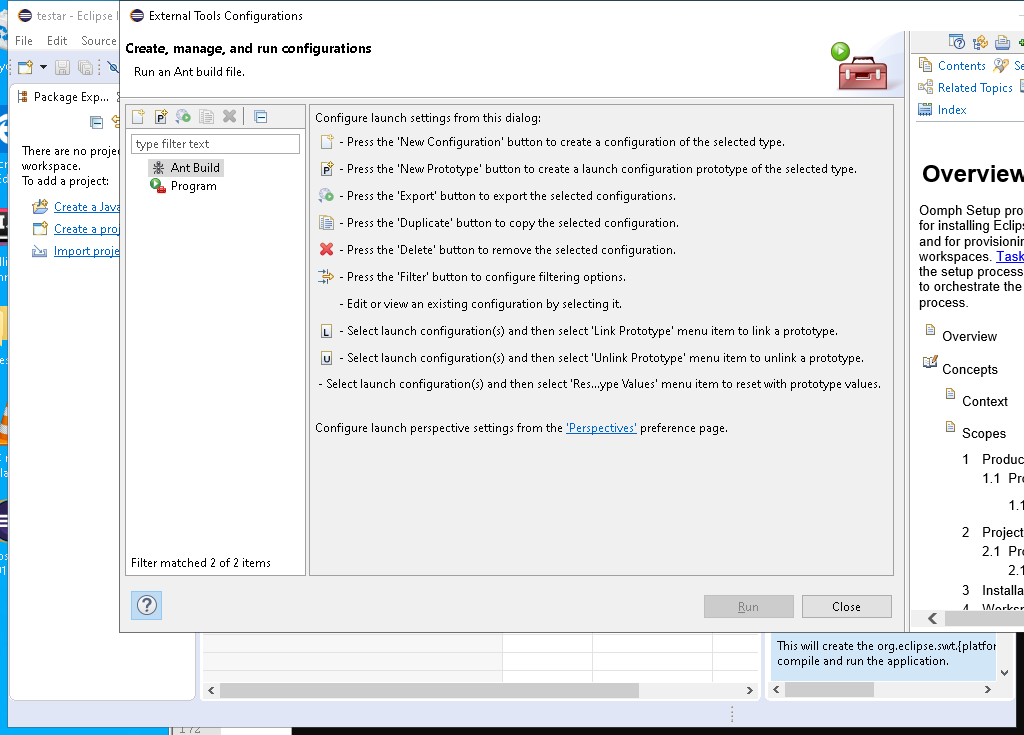 testar - Eclipse I
External Tools Configurations
File Edit Source
Create, manage, and run configurations
Run an Ant build file.
Package Exp...
There are no proje
workspace.
To add a project:
Create a Java
Create a proj
Import proje
type filter text
Ant Build
Program
Filter matched 2 of 2 items
Configure launch settings from this dialog:
- Press the 'New Configuration' button to create a configuration of the selected type.
- Press the 'New Prototype' button to create a launch configuration prototype of the selected type.
- Press the 'Export' button to export the selected configurations.
- Press the 'Duplicate' button to copy the selected configuration.
- Press the 'Delete' button to remove the selected configuration.
- Press the 'Filter' button to configure filtering options.
- Edit or view an existing configuration by selecting it.
L - Select launch configuration(s) and then select 'Link Prototype' menu item to link a prototype.
U - Select launch configuration(s) and then select 'Unlink Prototype' menu item to unlink a prototype.
- Select launch configuration(s) and then select 'Res...ype Values' menu item to reset with prototype values.
Configure launch perspective settings from the 'Perspectives' preference page.
Run
Close
Contents Se
Related Topics
Index
Overview
Oomph Setup pro
for installing Eclips
and for provisionin
workspaces. Task
the setup process
to orchestrate the
process.
Overview
Concepts
Context
Scopes
1 Produc
1.1 Pro
1.1
2 Project
2.1 Pro
2.1
3 Installa
4 Worksp
This will create the org.eclipse.swt.{platfor
compile and run the application.
172